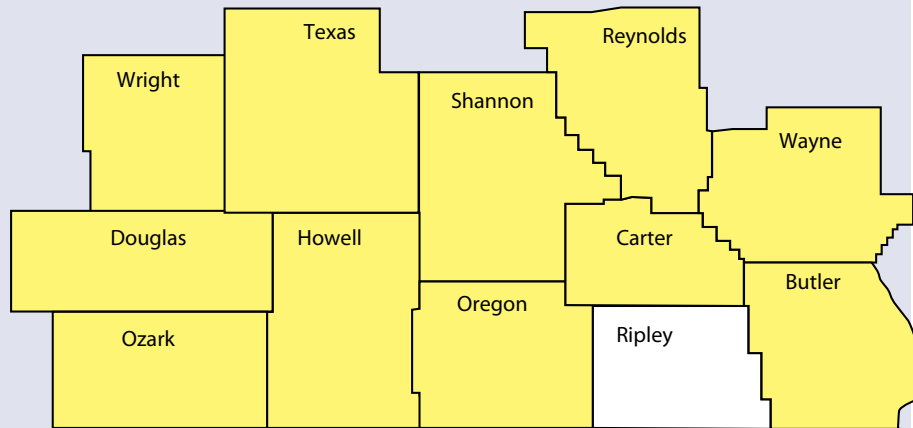 Texas
Reynolds
Wright
Shannon
Wayne
Douglas
Howell
Carter
Butler
Oregon
Ozark
Ripley